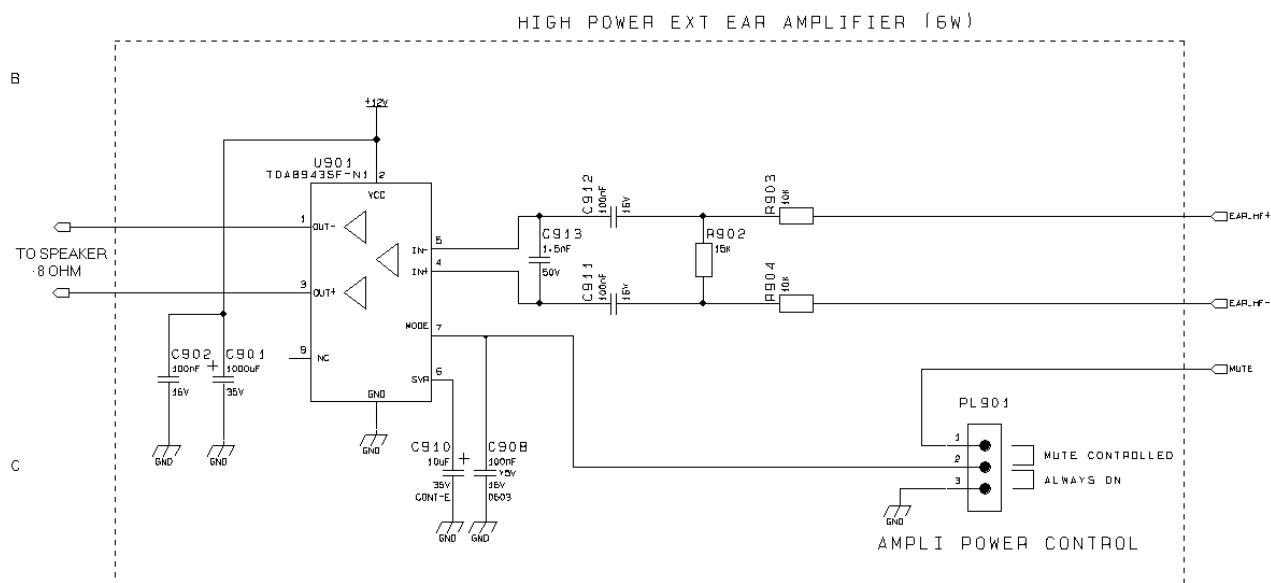 HIGH POWER EXT EAR AMPLIFIER (6W)
B
+12V
U901
TDA8943SF-N1
2
VCC
1
OUT-
TO SPEAKER
8 OHM
3
OUT+
9
NC
GND
GND
5
IN-
4
IN+
MODE
7
6
SVR
C912
100nF
16V
C913
1.5nF
50V
C911
100nF
16V
R902
15K
R903
10K
R904
10K
EAR_HF+
EAR_HF-
MUTE
C902
100nF
16V
GND
+
C901
1000uF
35V
GND
C910
+
10uF
35V
CONT-E
GND
C908
100nF
Y5V
16V
0603
GND
C
PL901
1
2
3
MUTE CONTROLLED
ALWAYS ON
GND
AMPLI POWER CONTROL